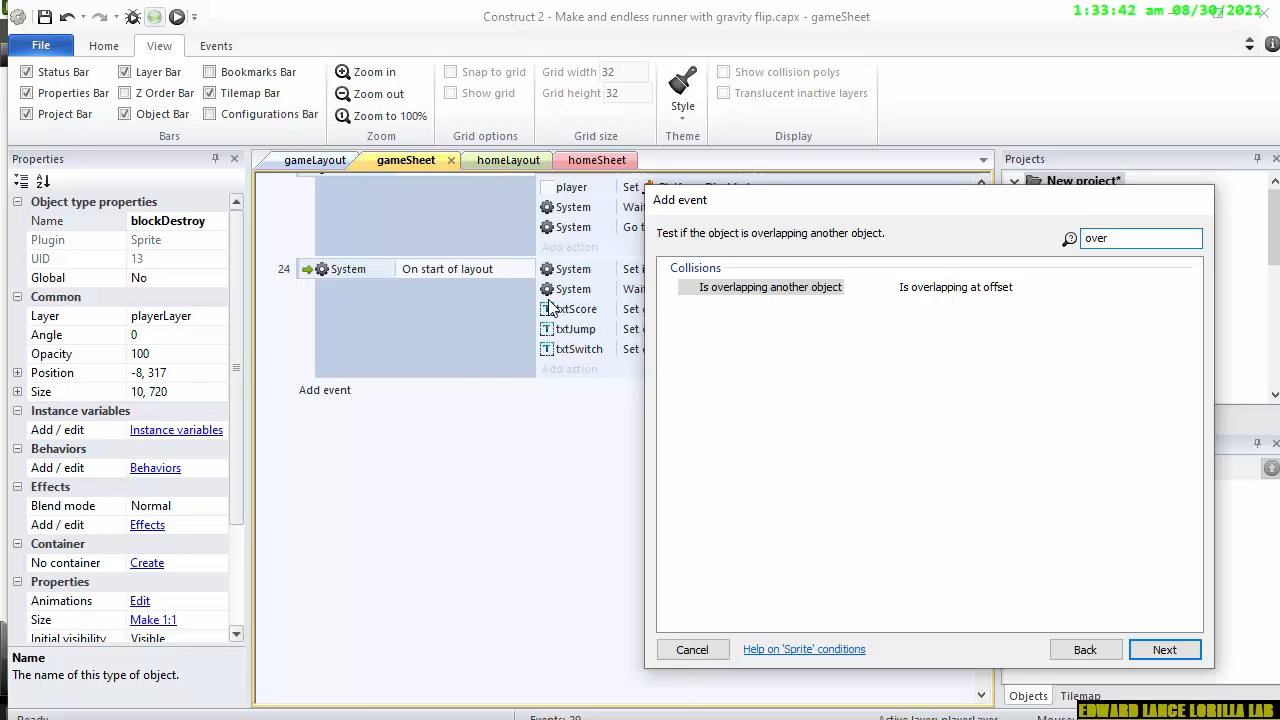 Construct 2 - Make and endless runner with gravity flip.capx - gameSheet
1:33:42 am 08/30/2021
File Home View Events
Status Bar Layer Bar Bookmarks Bar Zoom in Snap to grid Grid width 32 Show collision polys
Properties Bar Z Order Bar Tilemap Bar Zoom out Show grid Grid height 32 Style Translucent inactive layers
Project Bar Object Bar Configurations Bar Zoom to 100%
Bars Zoom Grid options Grid size Theme Display
Properties
gameLayout gameSheet homeLayout homeSheet
Projects
New project*
Object type properties
Name blockDestroy
Plugin Sprite
UID 13
Global No
Common
Layer playerLayer
Angle 0
Opacity 100
Position -8, 317
Size 10, 720
Instance variables
Add / edit Instance variables
Behaviors
Add / edit Behaviors
Effects
Blend mode Normal
Add / edit Effects
Container
No container Create
Properties
Animations Edit
Size Make 1:1
Initial visibility Visible
Name
The name of this type of object.
player Set
System Wai
System Go t
Add action
24 System On start of layout System Set i
System Wai
txtScore Set
txtJump Set
txtSwitch Set
Add action
Add event
Add event
Test if the object is overlapping another object.
over
Collisions
Is overlapping another object Is overlapping at offset
Cancel Help on 'Sprite' conditions Back Next
Objects Tilemap
Ready Events: 29 Active layer: playerLayer Mouse
EDWARD LANCE LORILLA LAB